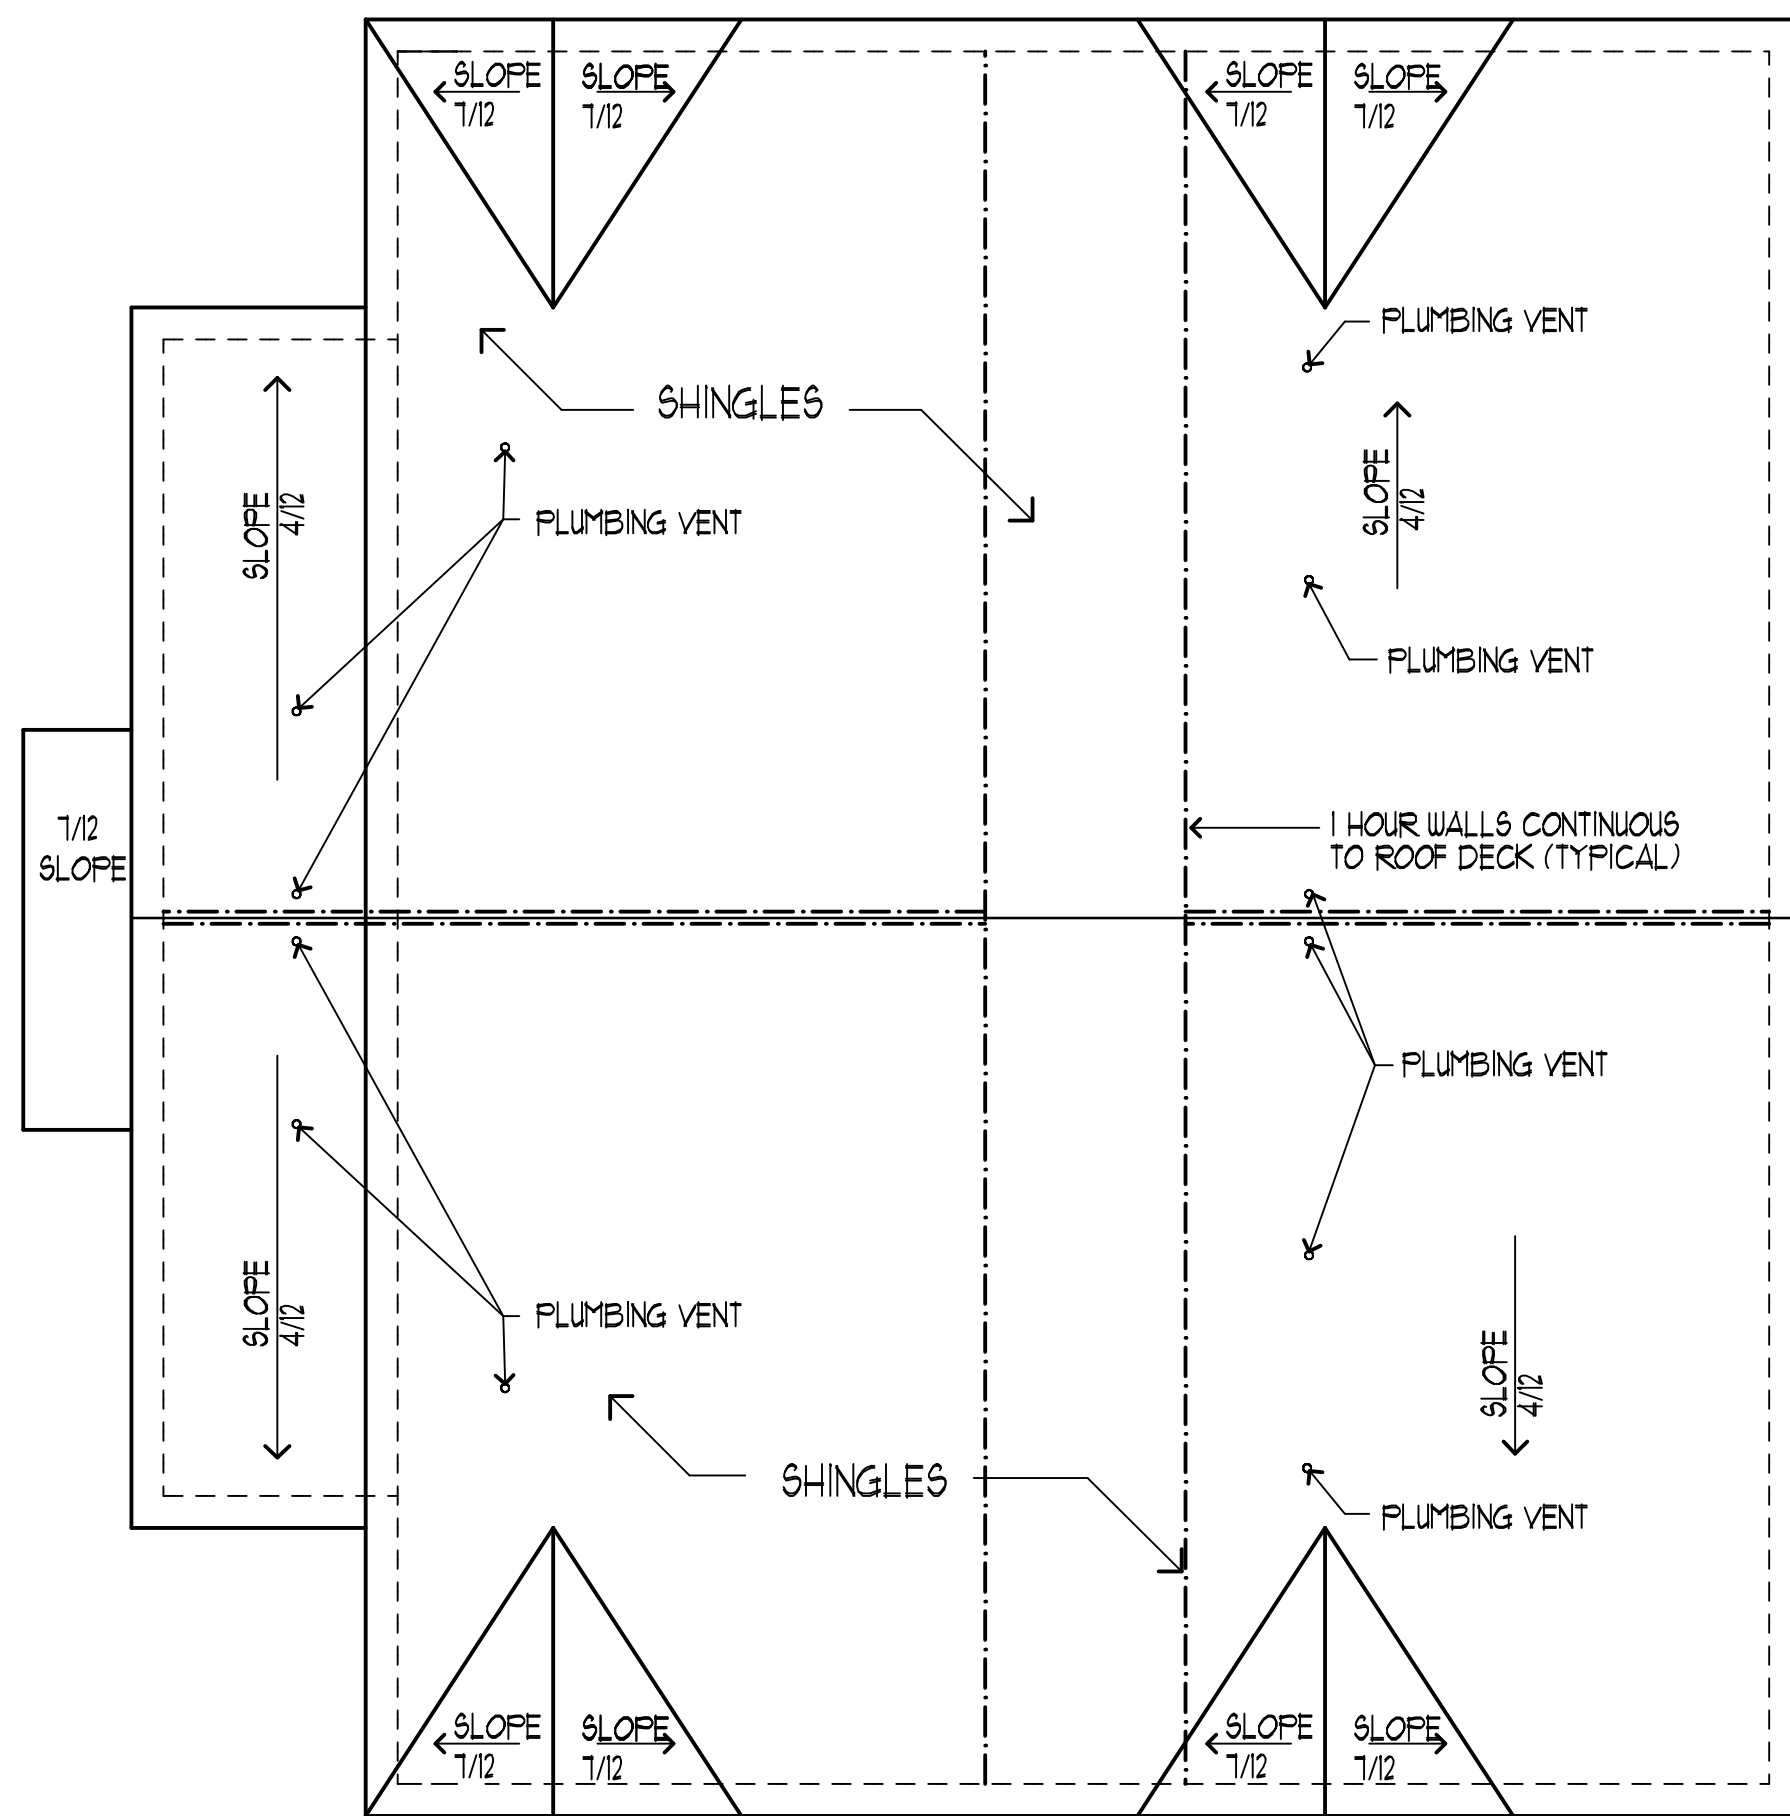 SLOPE
7/12
SLOPE
7/12
SLOPE
7/12
SLOPE
7/12
PLUMBING VENT
SHINGLES
SLOPE
4/12
PLUMBING VENT
SLOPE
4/12
PLUMBING VENT
7/12
SLOPE
1 HOUR WALLS CONTINUOUS
TO ROOF DECK (TYPICAL)
PLUMBING VENT
SLOPE
4/12
PLUMBING VENT
SLOPE
4/12
SHINGLES
PLUMBING VENT
SLOPE
7/12
SLOPE
7/12
SLOPE
7/12
SLOPE
7/12